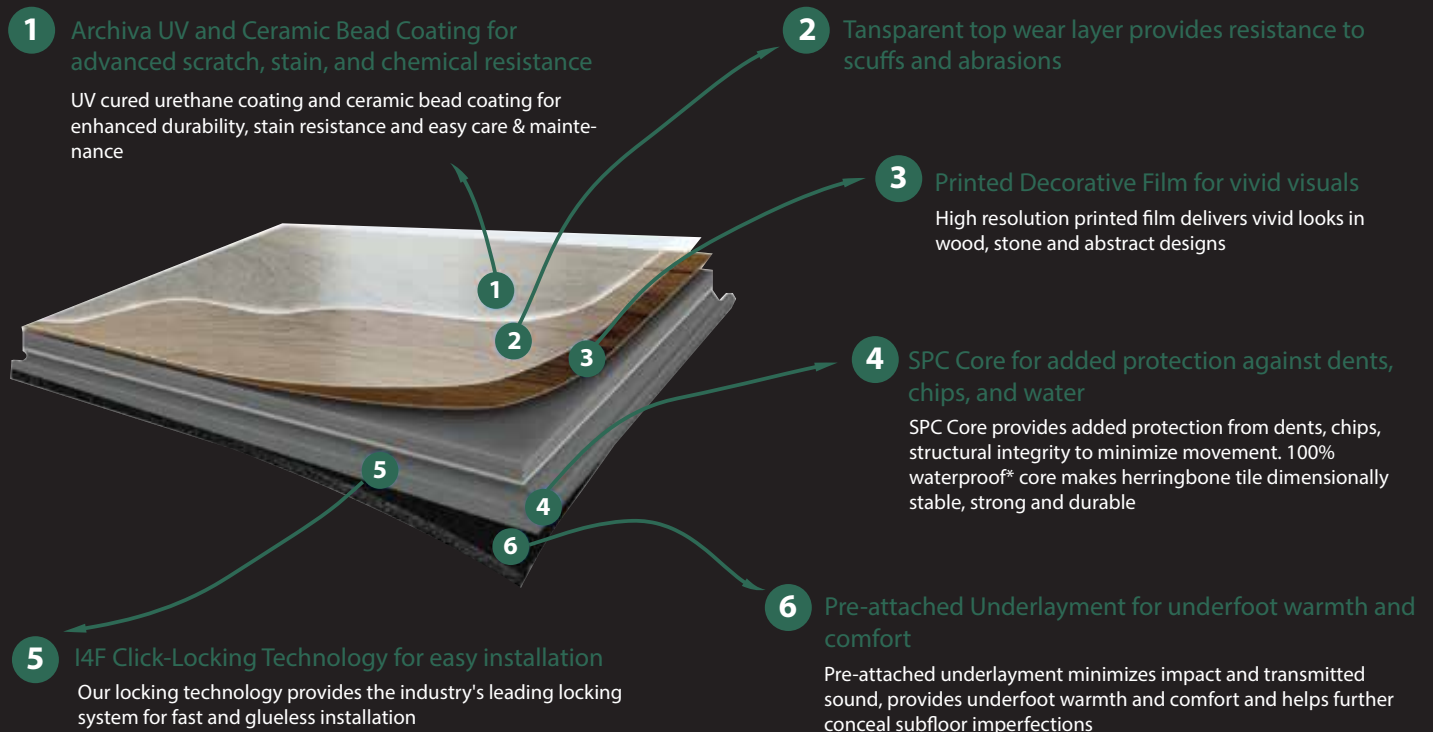 1
Archiva UV and Ceramic Bead Coating for
advanced scratch, stain, and chemical resistance
UV cured urethane coating and ceramic bead coating for
enhanced durability, stain resistance and easy care & mainte-
nance
2
Tansparent top wear layer provides resistance to
scuffs and abrasions
3
Printed Decorative Film for vivid visuals
High resolution printed film delivers vivid looks in
wood, stone and abstract designs
1
2
3
4
SPC Core for added protection against dents,
chips, and water
SPC Core provides added protection from dents, chips,
structural integrity to minimize movement. 100%
waterproof* core makes herringbone tile dimensionally
stable, strong and durable
5
4
6
5
I4F Click-Locking Technology for easy installation
Our locking technology provides the industry's leading locking
system for fast and glueless installation
6
Pre-attached Underlayment for underfoot warmth and
comfort
Pre-attached underlayment minimizes impact and transmitted
sound, provides underfoot warmth and comfort and helps further
conceal subfloor imperfections